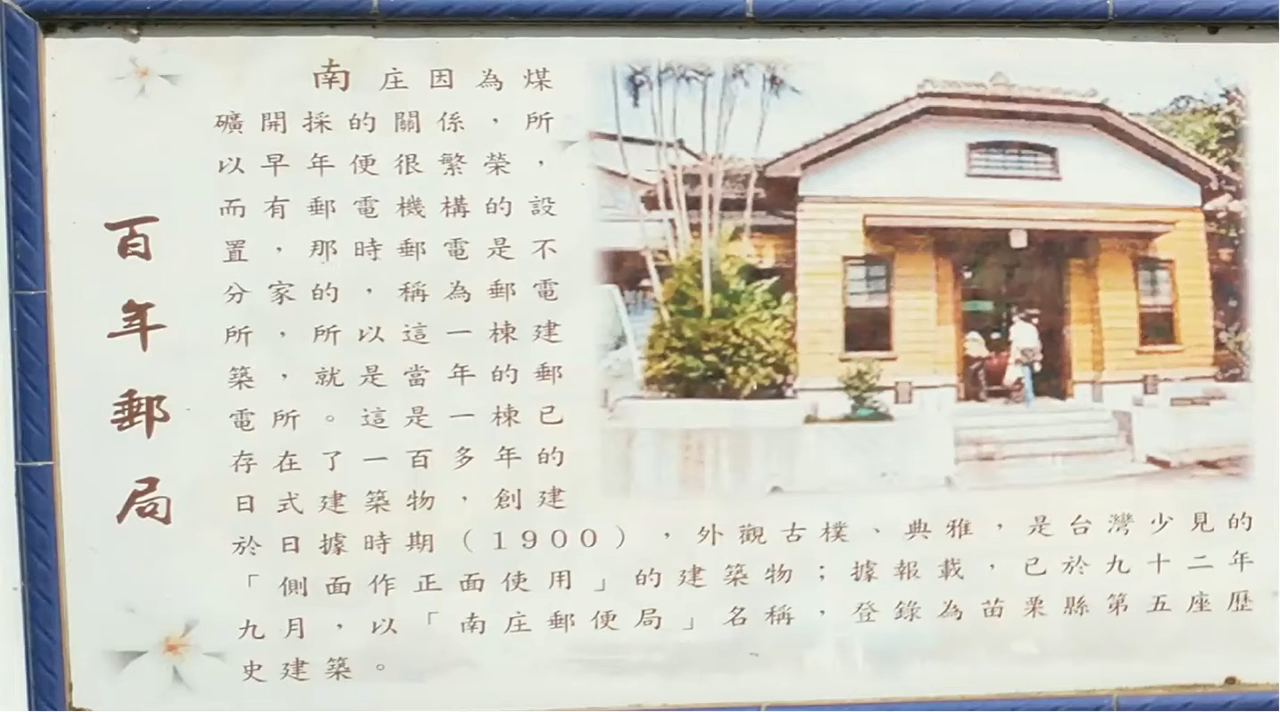 百年郵局
南庄因為煤
礦開採的關係，所
以早年便很繁榮，
而有郵電機構的設
置，那時郵電是不
分家的，稱為郵電
所，所以這一棟建
築，就是當年的郵
電所。這是一棟已
存在了一百多年的
日式建築物，創建
於日據時期（1900），外觀古樸、典雅，是台灣少見的
「側面作正面使用」的建築物；據報載，已於九十二年
九月，以「南庄郵便局」名稱，登錄為苗栗縣第五座歷
史建築。